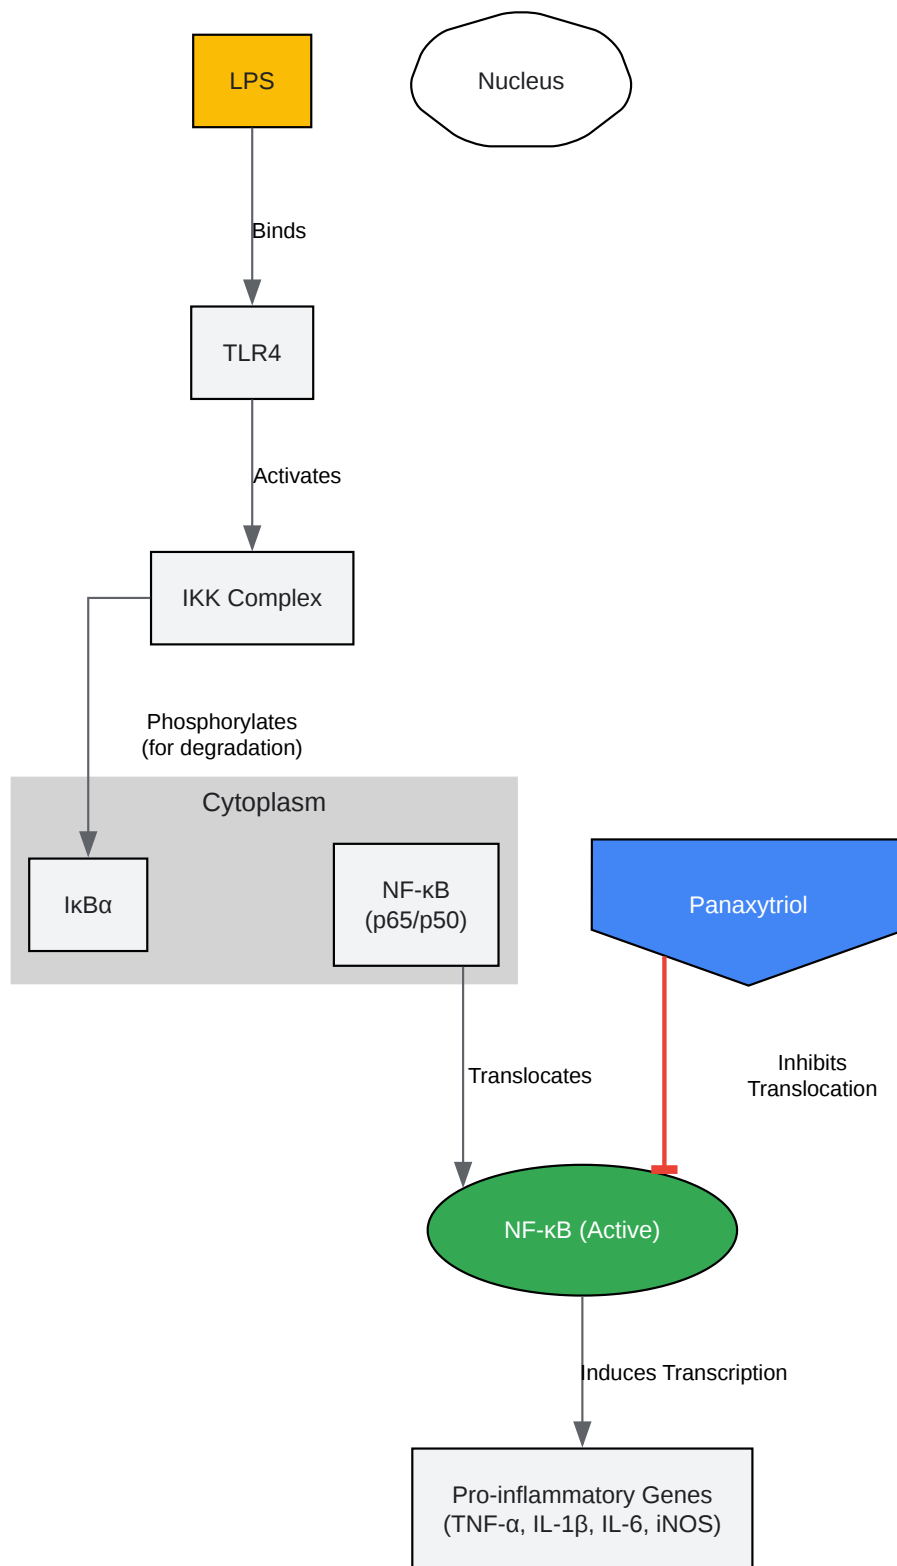 LPS
Nucleus
Binds
TLR4
Activates
IKK Complex
Phosphorylates
(for degradation)
Cytoplasm
IκBα
NF-κB
(p65/p50)
Panaxytriol
Translocates
Inhibits
Translocation
NF-κB (Active)
Induces Transcription
Pro-inflammatory Genes
(TNF-α, IL-1β, IL-6, iNOS)